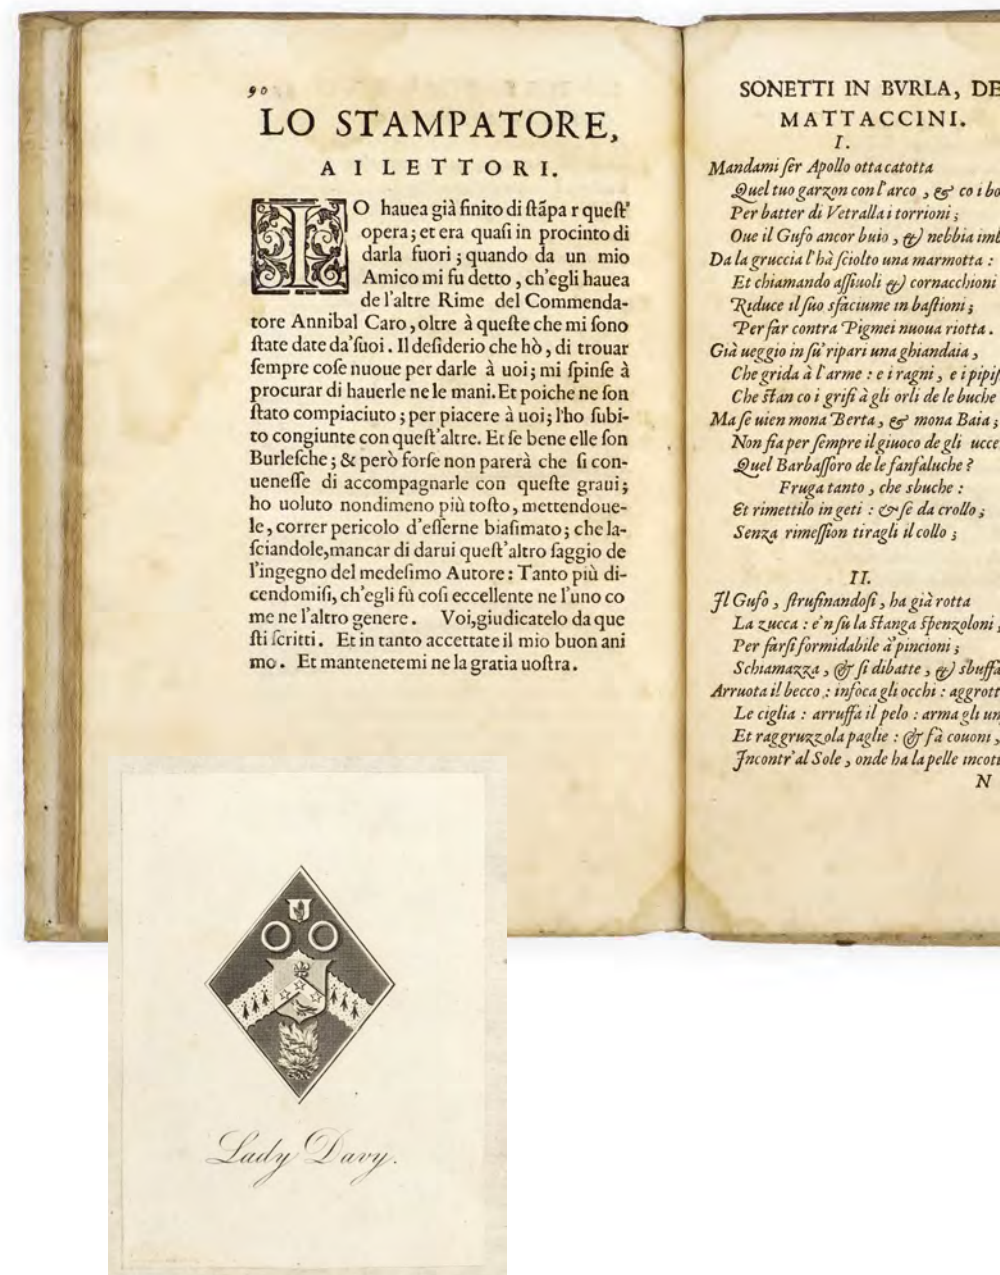 90
LO STAMPATORE,
AI LETTORI.
IO hauea già finito di stãpa r quest'
opera; et era quasi in procinto di
darla fuori; quando da un mio
Amico mi fu detto, ch'egli hauea
de l'altre Rime del Commenda-
tore Annibal Caro, oltre à queste che mi sono
state date da'suoi. Il desiderio che hò, di trouar
sempre cose nuoue per darle à uoi; mi spinse à
procurar di hauerle ne le mani. Et poiche ne son
stato compiaciuto; per piacere à uoi; l'ho subi-
to congiunte con quest'altre. Et se bene elle son
Burlesche; & però forse non parerà che si con-
uenesse di accompagnarle con queste graui;
ho uoluto nondimeno più tosto, mettendoue-
le, correr pericolo d'esserne biasimato; che la-
sciandole, mancar di darui quest'altro saggio de
l'ingegno del medesimo Autore: Tanto più di-
cendomisi, ch'egli fù cosi eccellente ne l'uno co
me ne l'altro genere. Voi, giudicatelo da que
sti scritti. Et in tanto accettate il mio buon ani
mo. Et mantenetemi ne la gratia uostra.
SONETTI IN BVRLA, DE
MATTACCINI.
I.
Mandami ser Apollo otta catotta
Quel tuo garzon con l'arco, & co i bo
Per batter di Vetralla i torrioni;
Oue il Gufo ancor buio, & nebbia imb
Da la gruccia l'hà sciolto una marmotta:
Et chiamando assiuoli & cornacchioni
Riduce il suo sfaciume in bastioni;
Per far contra Pigmei nuoua riotta.
Già ueggio in su' ripari una ghiandaia,
Che grida à l'arme: e i ragni, e i pipis
Che stan co i grifi à gli orli de le buche
Ma se uien mona Berta, & mona Baia;
Non fia per sempre il giuoco de gli ucce
Quel Barbassoro de le fanfaluche?
Fruga tanto, che sbuche:
Et rimettilo in geti: & se da crollo;
Senza rimession tiragli il collo;
II.
Il Gufo, strufinandosi, ha già rotta
La zucca: e'n sù la stanga spenzoloni,
Per farsi formidabile a' pincioni;
Schiamazza, & si dibatte, & sbuffa
Arruota il becco: infoca gli occhi: aggrott
Le ciglia: arruffa il pelo: arma gli un
Et raggruzzola paglie: & fà couoni,
Incontr'al Sole, onde ha la pelle incoti
N
Lady Davy.